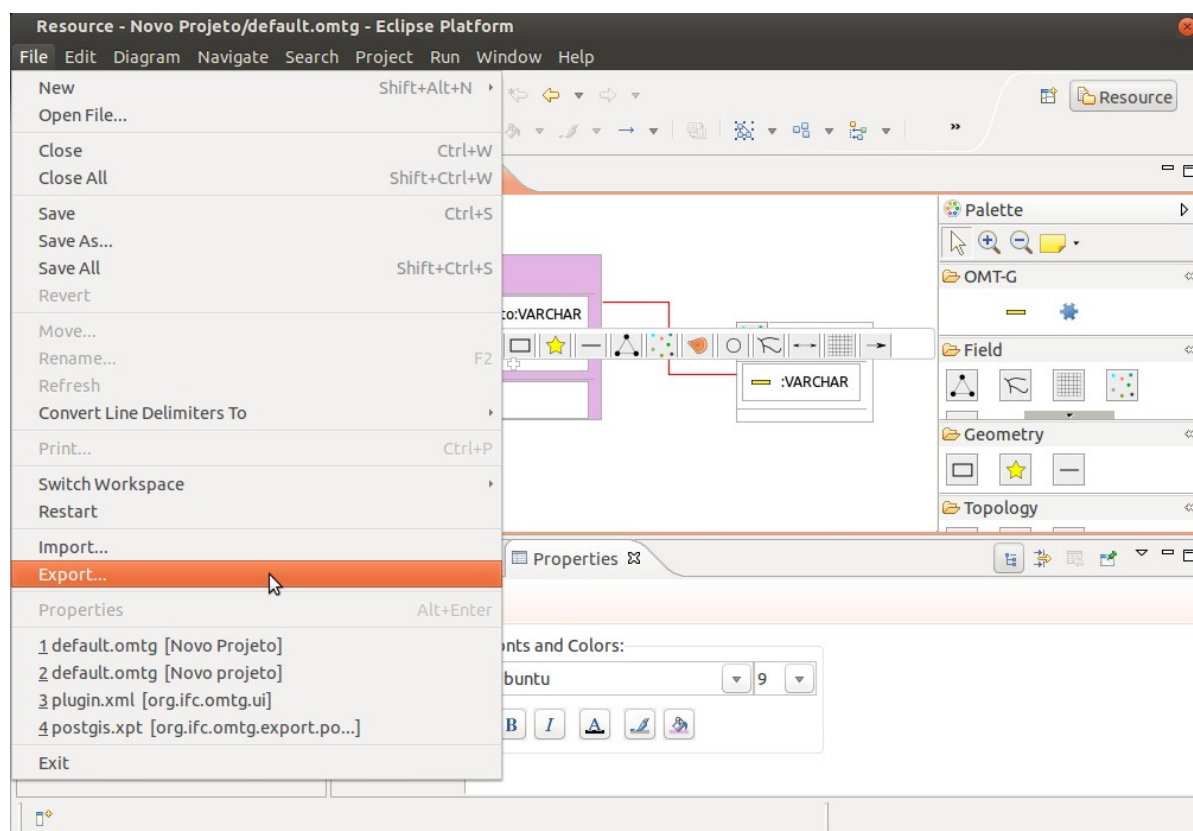 Resource - Novo Projeto/default.omtg - Eclipse Platform
File Edit Diagram Navigate Search Project Run Window Help
New Shift+Alt+N
Open File...
Close Ctrl+W
Close All Shift+Ctrl+W
Save Ctrl+S
Save As...
Save All Shift+Ctrl+S
Revert
Move...
Rename... F2
Refresh
Convert Line Delimiters To
Print... Ctrl+P
Switch Workspace
Restart
Import...
Export...
Properties Alt+Enter
1 default.omtg [Novo Projeto]
2 default.omtg [Novo projeto]
3 plugin.xml [org.ifc.omtg.ui]
4 postgis.xpt [org.ifc.omtg.export.po...]
Exit
Resource
to:VARCHAR
:VARCHAR
Palette
OMT-G
Field
Geometry
Topology
Properties
onts and Colors:
buntu 9
B I A